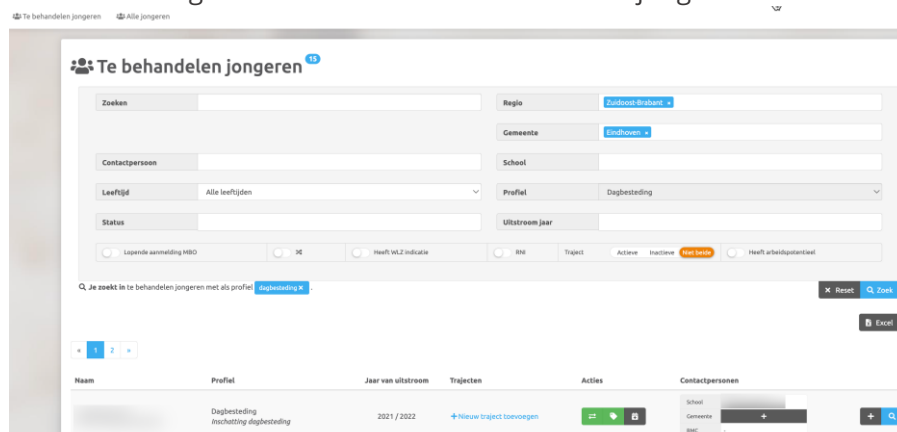 Te behandelen jongeren Alle jongeren
Te behandelen jongeren 15
Zoeken Regio Zuidoost-Brabant ×
Gemeente Eindhoven ×
Contactpersoon School
Leeftijd Alle leeftijden Profiel Dagbesteding
Status Uitstroom jaar
Lopende aanmelding MBO Heeft WLZ indicatie RNI Traject Actieve Inactieve Niet beide Heeft arbeidspotentieel
Je zoekt in te behandelen jongeren met als profiel dagbesteding × .
× Reset Zoek
Excel
« 1 2 »
Naam Profiel Jaar van uitstroom Trajecten Acties Contactpersonen
Dagbesteding
Inschatting dagbesteding
2021 / 2022 + Nieuw traject toevoegen
School
Gemeente +
RMC